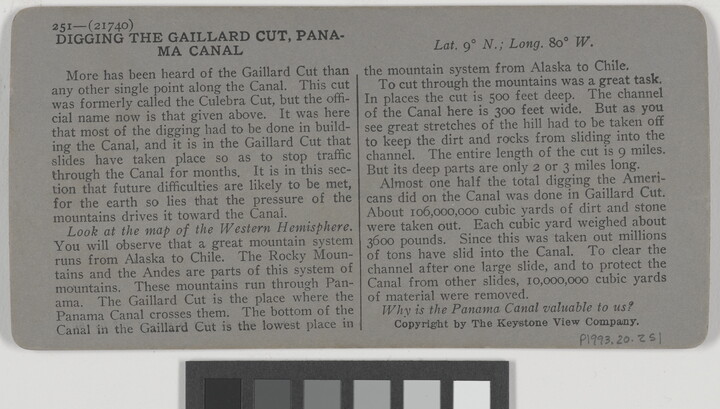 251—(21740)
DIGGING THE GAILLARD CUT, PANA-
MA CANAL
Lat. 9° N.; Long. 80° W.
More has been heard of the Gaillard Cut than
any other single point along the Canal. This cut
was formerly called the Culebra Cut, but the offi-
cial name now is that given above. It was here
that most of the digging had to be done in build-
ing the Canal, and it is in the Gaillard Cut that
slides have taken place so as to stop traffic
through the Canal for months. It is in this sec-
tion that future difficulties are likely to be met,
for the earth so lies that the pressure of the
mountains drives it toward the Canal.
Look at the map of the Western Hemisphere.
You will observe that a great mountain system
runs from Alaska to Chile. The Rocky Moun-
tains and the Andes are parts of this system of
mountains. These mountains run through Pan-
ama. The Gaillard Cut is the place where the
Panama Canal crosses them. The bottom of the
Canal in the Gaillard Cut is the lowest place in
the mountain system from Alaska to Chile.
To cut through the mountains was a great task.
In places the cut is 500 feet deep. The channel
of the Canal here is 300 feet wide. But as you
see great stretches of the hill had to be taken off
to keep the dirt and rocks from sliding into the
channel. The entire length of the cut is 9 miles.
But its deep parts are only 2 or 3 miles long.
Almost one half the total digging the Ameri-
cans did on the Canal was done in Gaillard Cut.
About 106,000,000 cubic yards of dirt and stone
were taken out. Each cubic yard weighed about
3600 pounds. Since this was taken out millions
of tons have slid into the Canal. To clear the
channel after one large slide, and to protect the
Canal from other slides, 10,000,000 cubic yards
of material were removed.
Why is the Panama Canal valuable to us?
Copyright by The Keystone View Company.
P1993.20.251